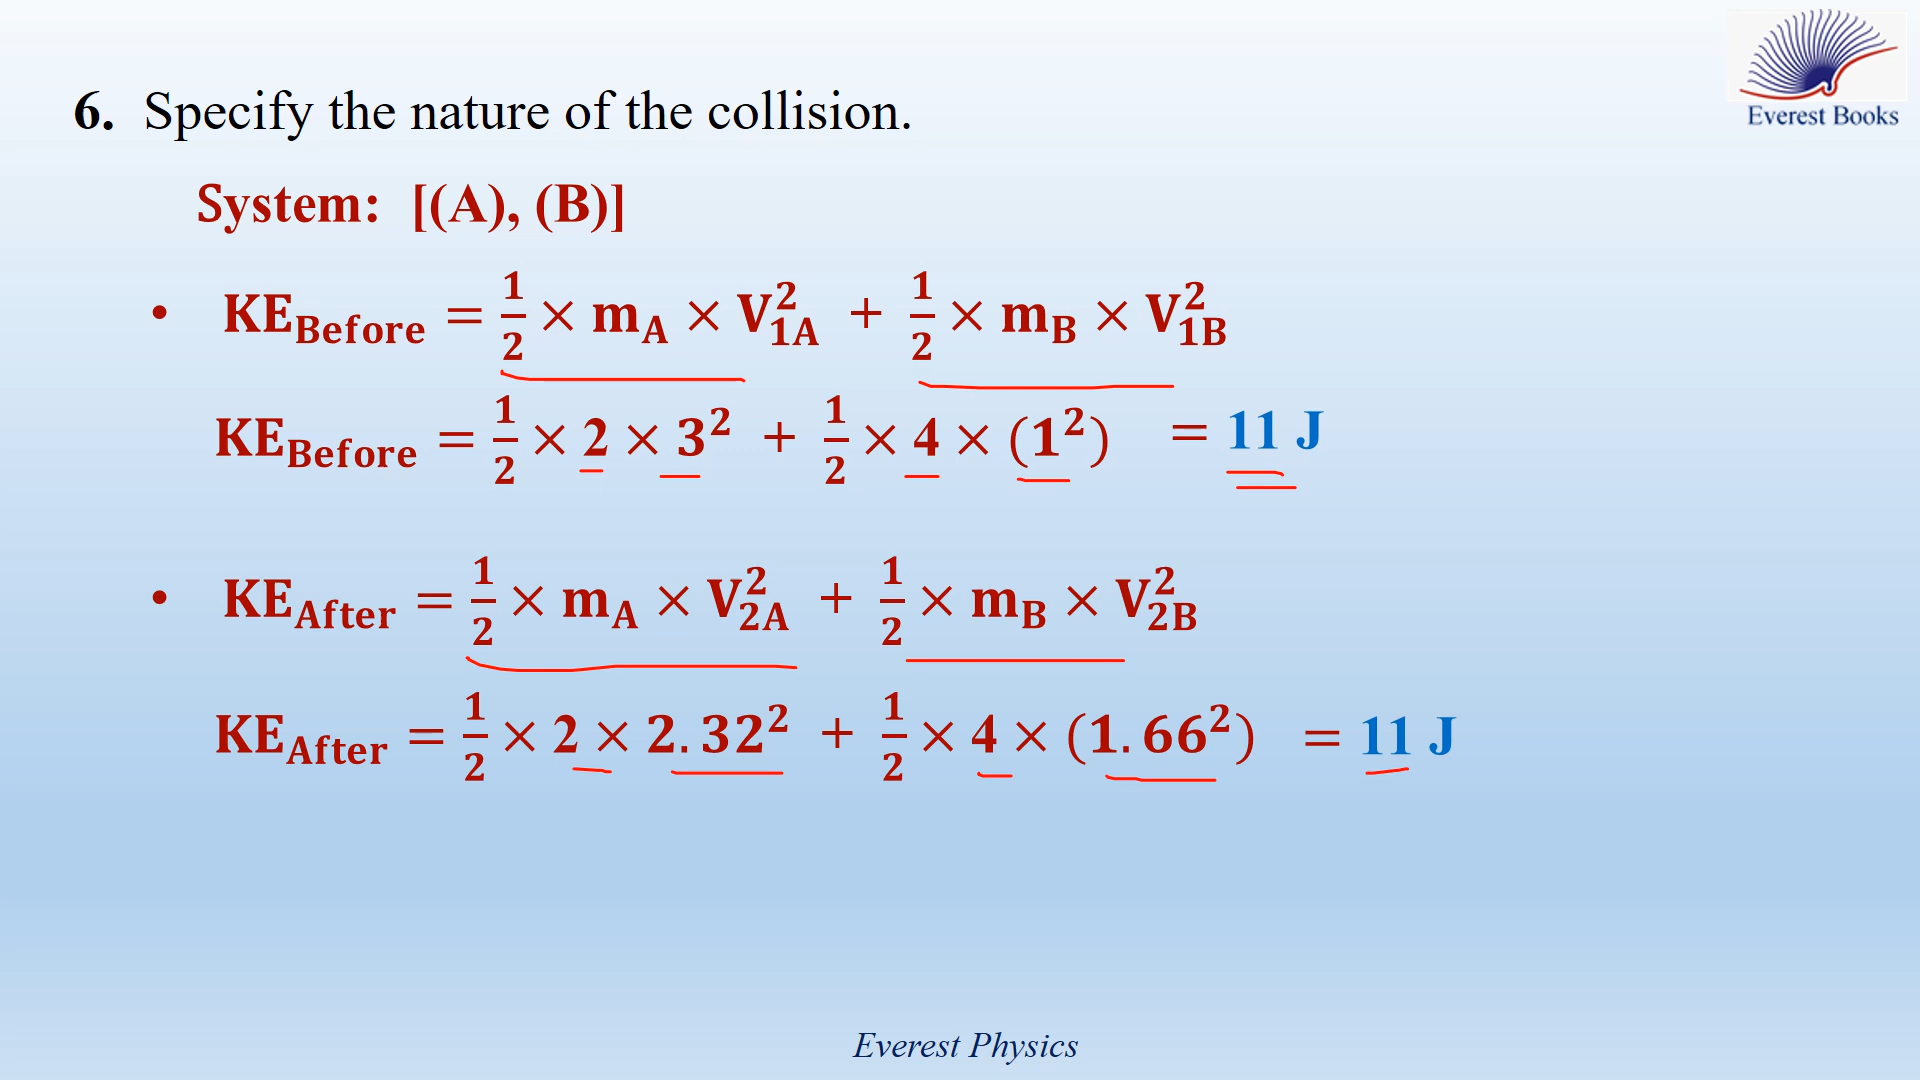 Everest Books
6. Specify the nature of the collision.
System: [(A), (B)]
• KE_Before = 1/2 × m_A × V_1A^2 + 1/2 × m_B × V_1B^2
KE_Before = 1/2 × 2 × 3^2 + 1/2 × 4 × (1^2) = 11 J
• KE_After = 1/2 × m_A × V_2A^2 + 1/2 × m_B × V_2B^2
KE_After = 1/2 × 2 × 2.32^2 + 1/2 × 4 × (1.66^2) = 11 J
Everest Physics